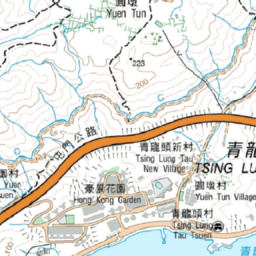 圓墩
Yuen Tun
223
200
屯門公路
青龍頭新村
Tsing Lung Tau
New Village
青龍
TSING LU
200
豪景花園
Hong Kong Garden
圓墩村
Yuen Tun Village
青龍頭村
Tsing Lung
Tau Tsuen